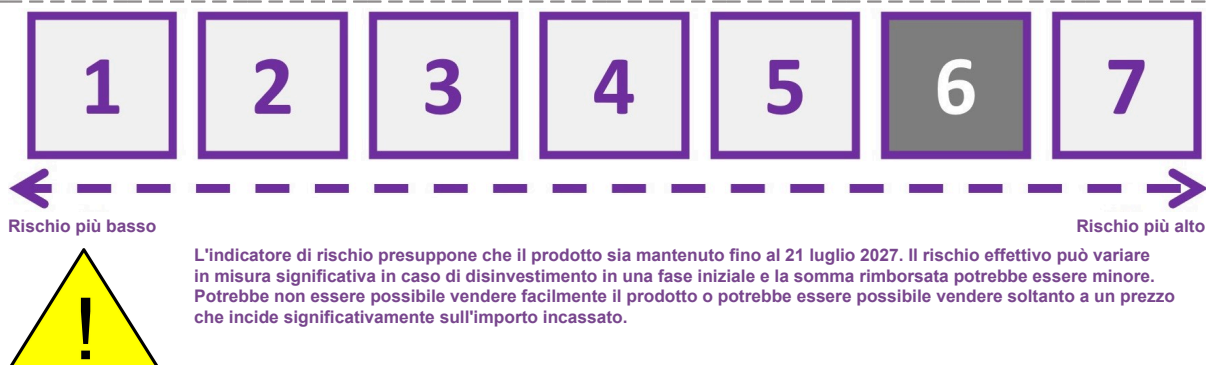 1 2 3 4 5 6 7
Rischio più basso Rischio più alto
L'indicatore di rischio presuppone che il prodotto sia mantenuto fino al 21 luglio 2027. Il rischio effettivo può variare
in misura significativa in caso di disinvestimento in una fase iniziale e la somma rimborsata potrebbe essere minore.
Potrebbe non essere possibile vendere facilmente il prodotto o potrebbe essere possibile vendere soltanto a un prezzo
che incide significativamente sull'importo incassato.
!